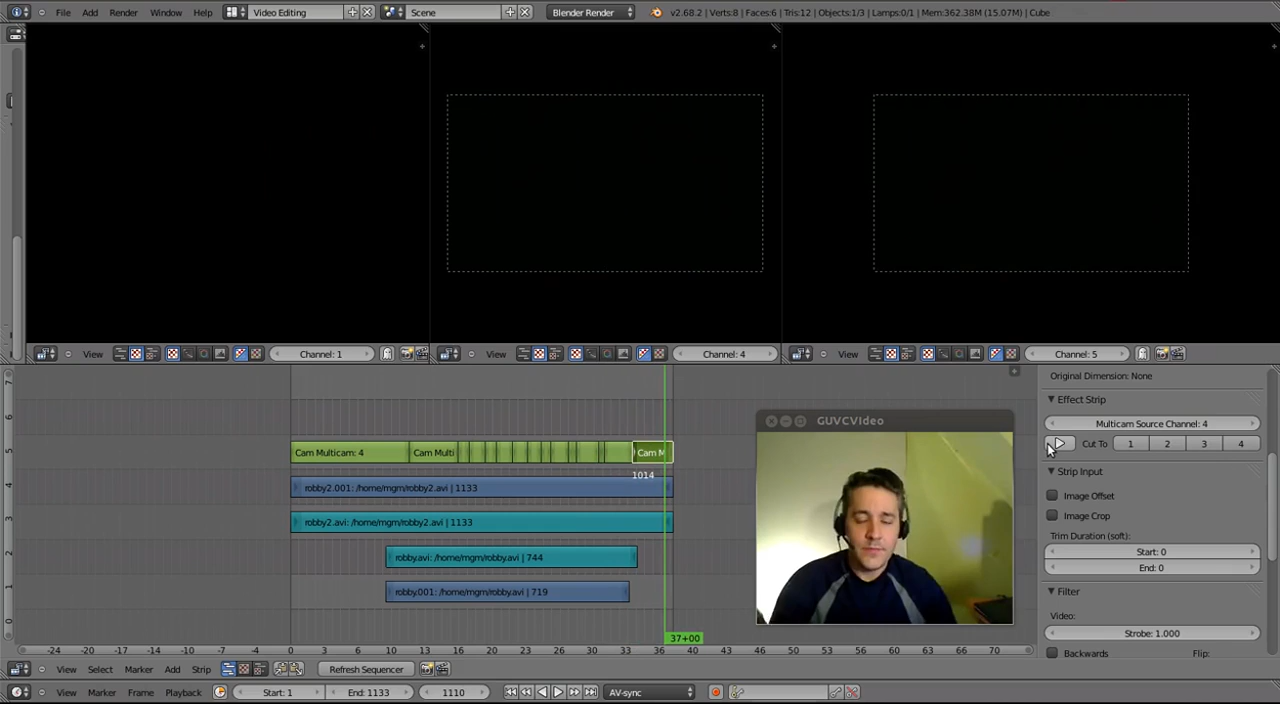 File Add Render Window Help Video Editing Scene Blender Render v2.68.2 | Verts:8 | Faces:6 | Tris:12 | Objects:1/3 | Lamps:0/1 | Mem:362.38M (15.07M) | Cube
View Channel: 1 View Channel: 4 View Channel: 5
7
6
5
4
3
2
1
0
Cam Multicam: 4 Cam Multi Cam M
1014
robby2.001: /home/mgm/robby2.avi | 1133
robby2.avi: /home/mgm/robby2.avi | 1133
robby.avi: /home/mgm/robby.avi | 744
robby.001: /home/mgm/robby.avi | 719
37+00
-24 -20 -17 -14 -10 -7 -4 0 3 6 10 13 16 20 23 26 30 33 36 40 43 46 50 53 56 60 63 66 70
GUVCVideo
Original Dimension: None
Effect Strip
Multicam Source Channel: 4
Cut To 1 2 3 4
Strip Input
Image Offset
Image Crop
Trim Duration (soft):
Start: 0
End: 0
Filter
Video:
Strobe: 1.000
Backwards Flip:
View Select Marker Add Strip Refresh Sequencer
View Marker Frame Playback Start: 1 End: 1133 1110 AV-sync